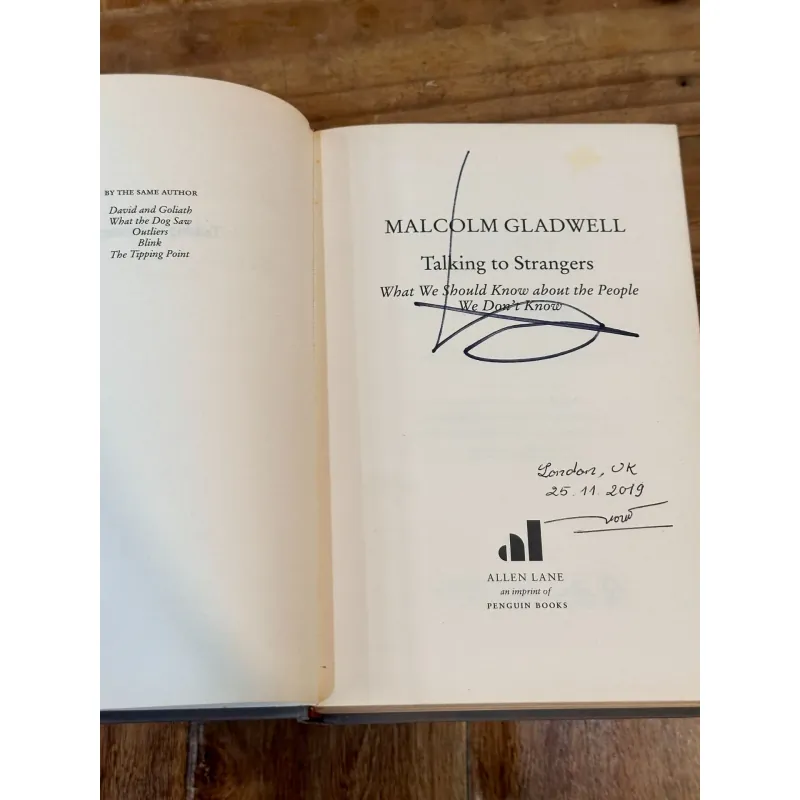 BY THE SAME AUTHOR
David and Goliath
What the Dog Saw
Outliers
Blink
The Tipping Point
MALCOLM GLADWELL
Talking to Strangers
What We Should Know about the People
We Don't Know
London, UK
25.11.2019
al
ALLEN LANE
an imprint of
PENGUIN BOOKS